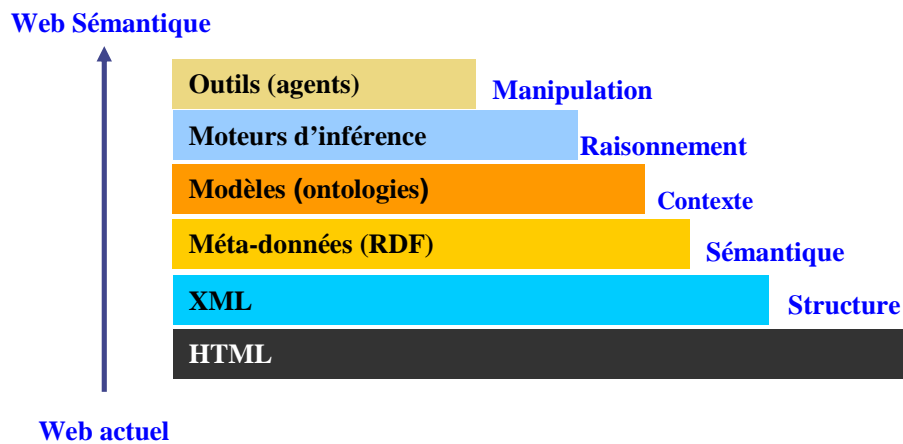 Web Sémantique
Outils (agents)
Manipulation
Moteurs d’inférence
Raisonnement
Modèles (ontologies)
Contexte
Méta-données (RDF)
Sémantique
XML
Structure
HTML
Web actuel